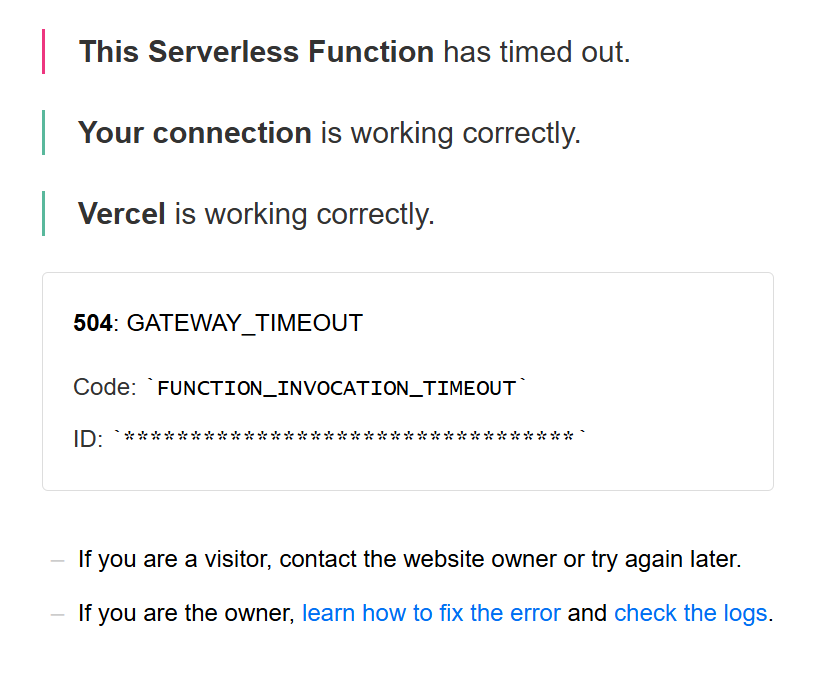 This Serverless Function has timed out.
Your connection is working correctly.
Vercel is working correctly.
504: GATEWAY_TIMEOUT
Code: `FUNCTION_INVOCATION_TIMEOUT`
ID: `**********************************`
– If you are a visitor, contact the website owner or try again later.
– If you are the owner, learn how to fix the error and check the logs.